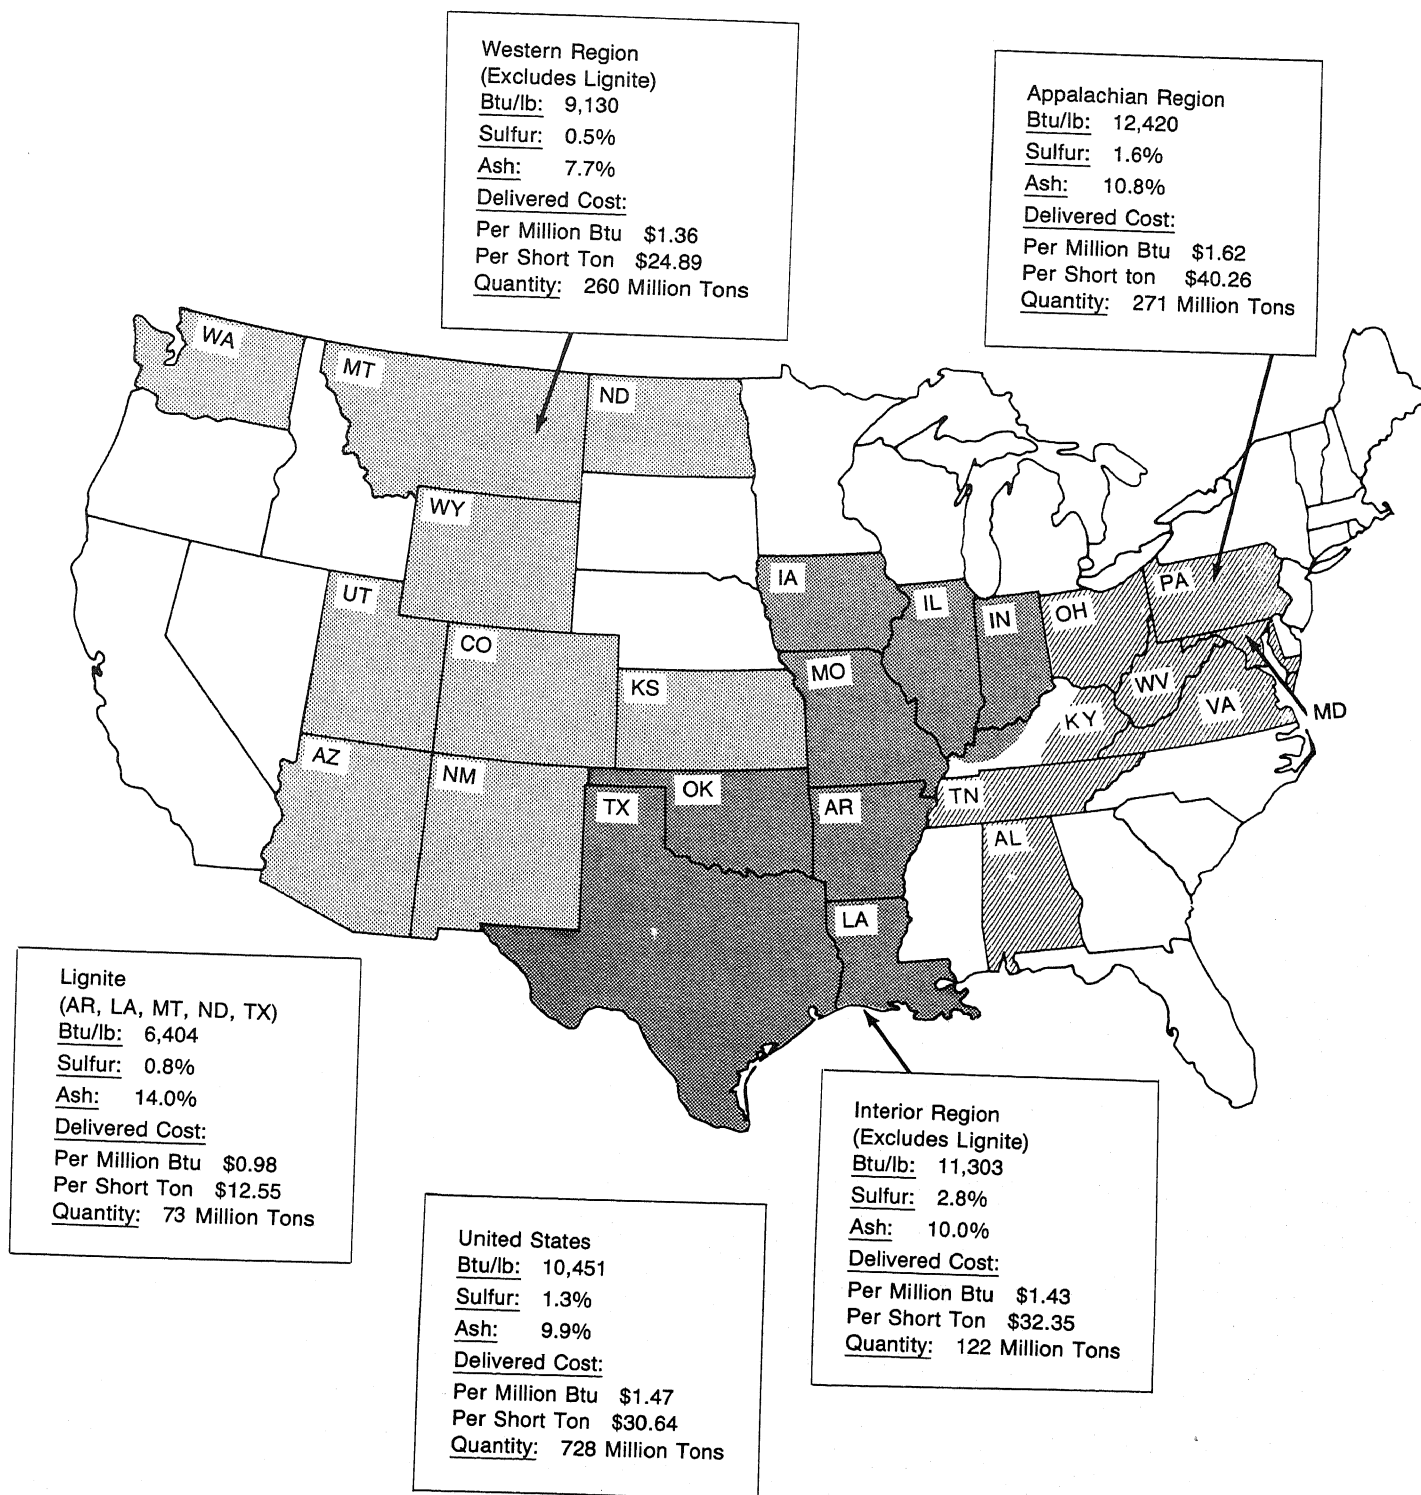 Western Region
(Excludes Lignite)
Btu/lb: 9,130
Sulfur: 0.5%
Ash: 7.7%
Delivered Cost:
Per Million Btu $1.36
Per Short Ton $24.89
Quantity: 260 Million Tons
Appalachian Region
Btu/lb: 12,420
Sulfur: 1.6%
Ash: 10.8%
Delivered Cost:
Per Million Btu $1.62
Per Short ton $40.26
Quantity: 271 Million Tons
WA
MT
ND
WY
UT
CO
KS
AZ
NM
IA
IL
IN
OH
PA
MO
WV
VA
KY
MD
OK
TX
AR
TN
AL
LA
Lignite
(AR, LA, MT, ND, TX)
Btu/lb: 6,404
Sulfur: 0.8%
Ash: 14.0%
Delivered Cost:
Per Million Btu $0.98
Per Short Ton $12.55
Quantity: 73 Million Tons
United States
Btu/lb: 10,451
Sulfur: 1.3%
Ash: 9.9%
Delivered Cost:
Per Million Btu $1.47
Per Short Ton $30.64
Quantity: 728 Million Tons
Interior Region
(Excludes Lignite)
Btu/lb: 11,303
Sulfur: 2.8%
Ash: 10.0%
Delivered Cost:
Per Million Btu $1.43
Per Short Ton $32.35
Quantity: 122 Million Tons